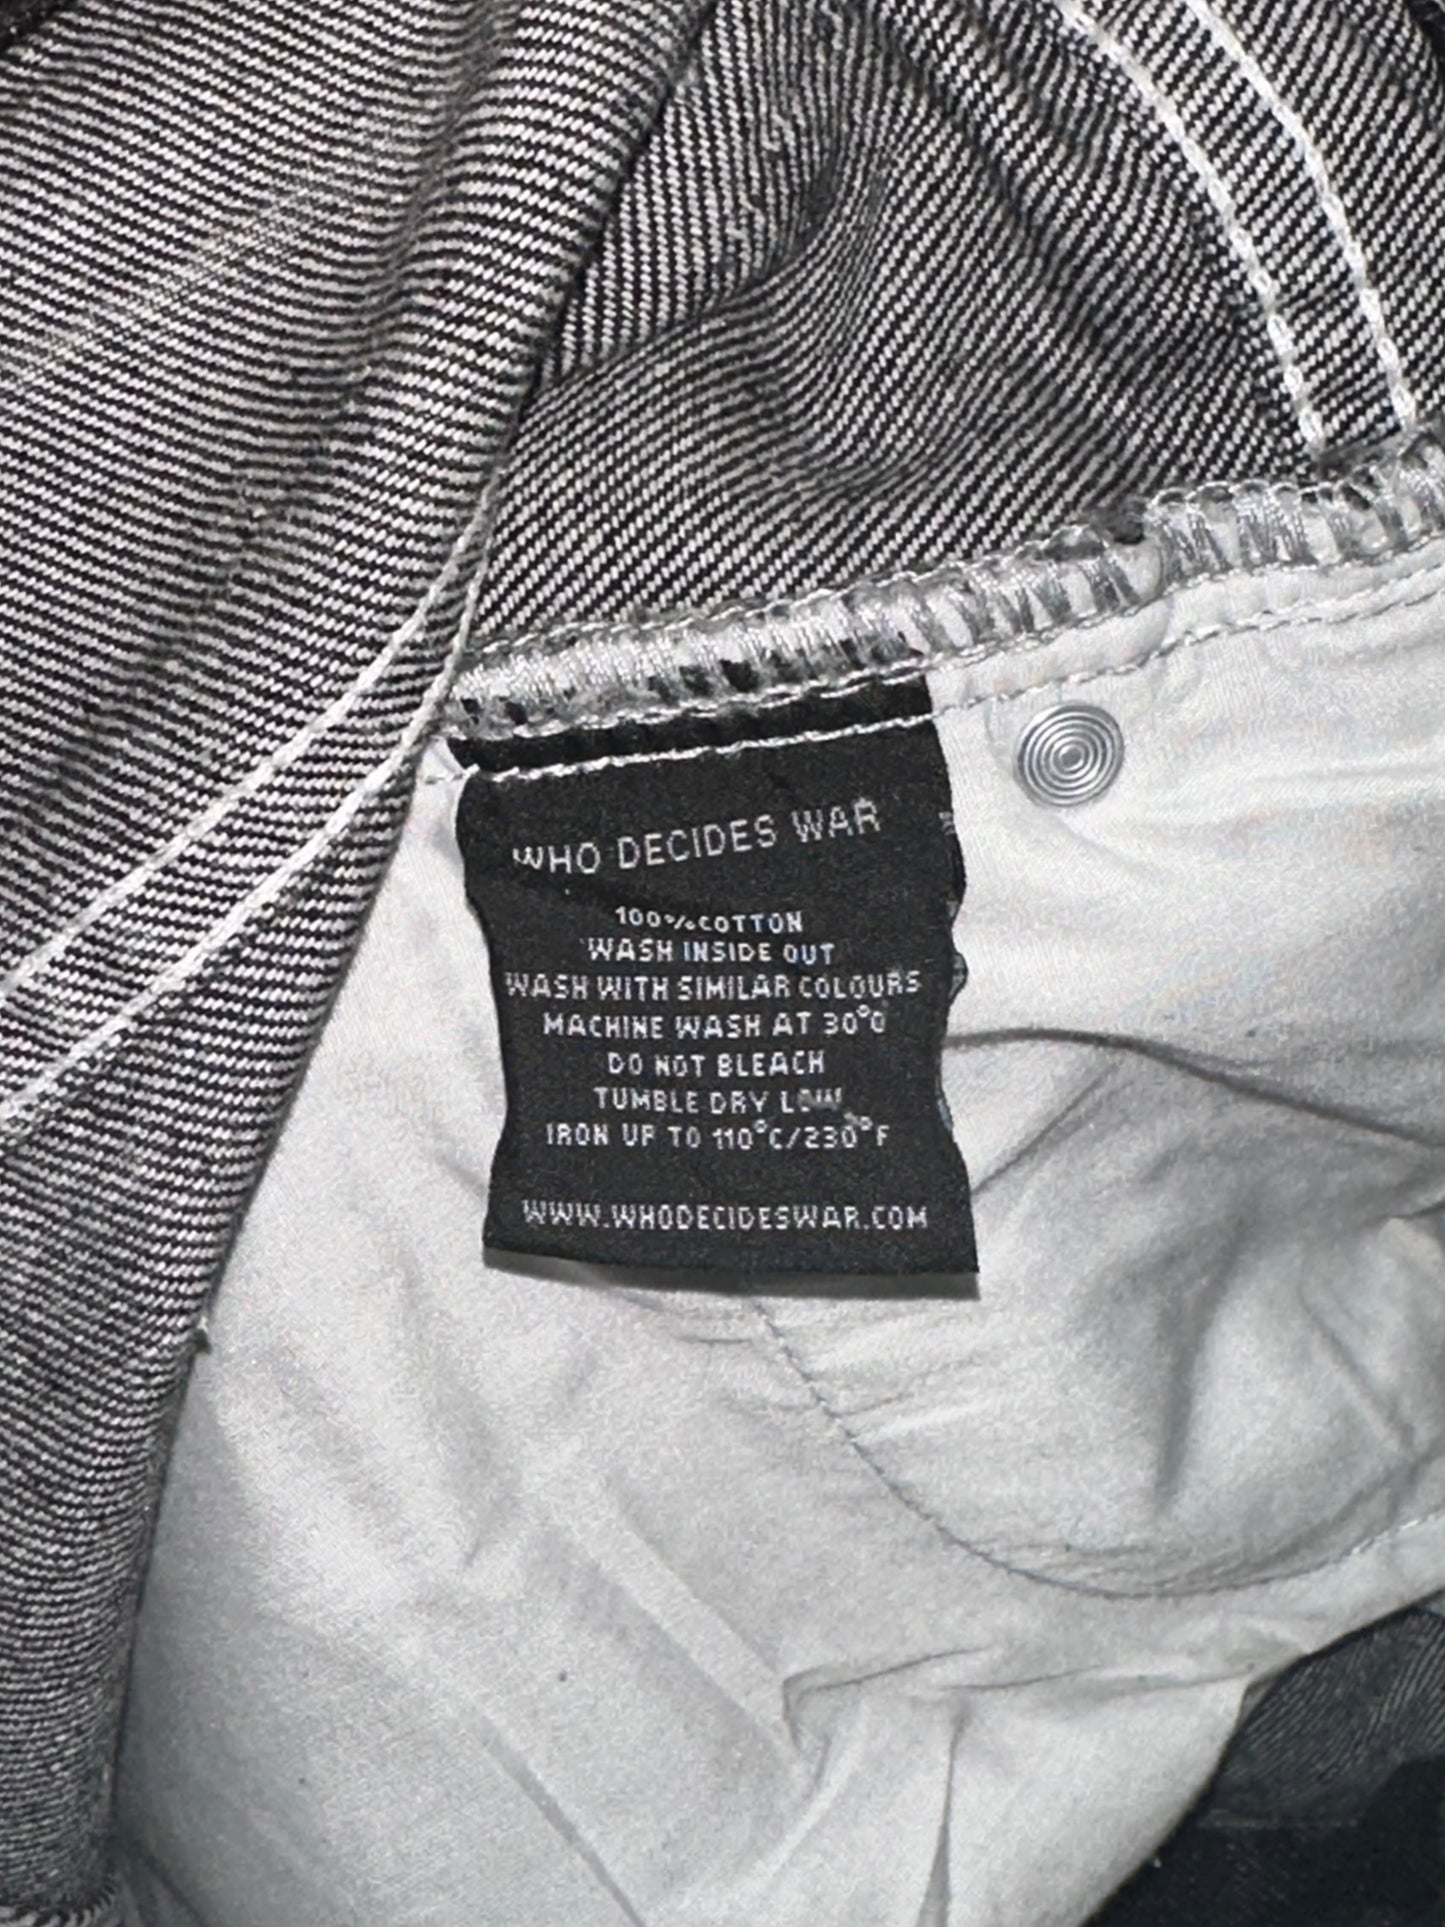 WHO DECIDES WAR
100% COTTON
WASH INSIDE OUT
WASH WITH SIMILAR COLOURS
MACHINE WASH AT 30°C
DO NOT BLEACH
TUMBLE DRY LOW
IRON UP TO 110°C/230°F
WWW.WHODECIDESWAR.COM